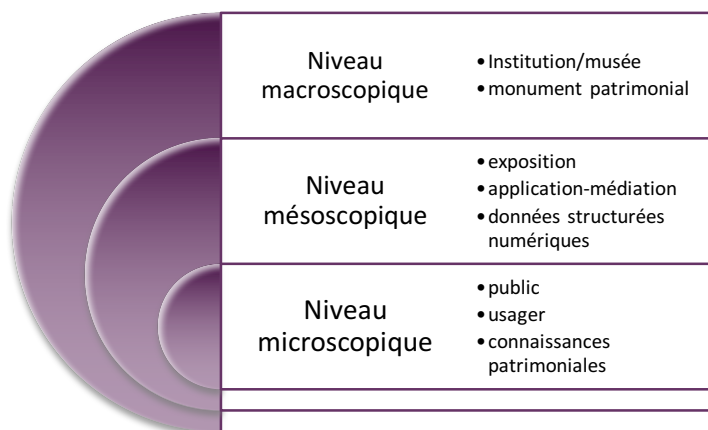 Niveau
macroscopique
• Institution/musée
• monument patrimonial
Niveau
mésoscopique
• exposition
• application-médiation
• données structurées
numériques
Niveau
microscopique
• public
• usager
• connaissances
patrimoniales